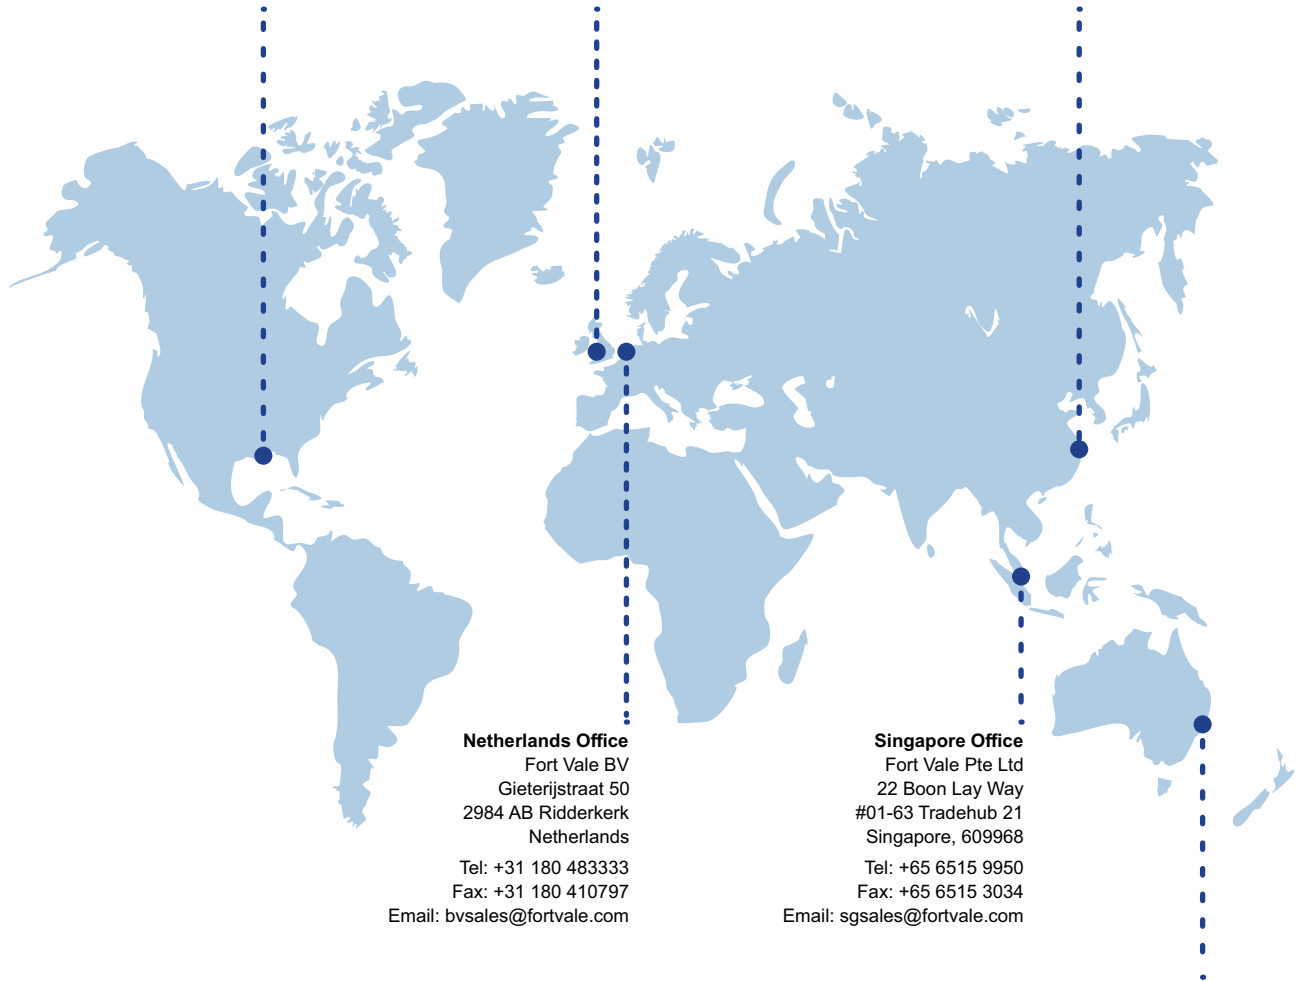 Netherlands Office
Fort Vale BV
Gieterijstraat 50
2984 AB Ridderkerk
Netherlands
Tel: +31 180 483333
Fax: +31 180 410797
Email: bvsales@fortvale.com
Singapore Office
Fort Vale Pte Ltd
22 Boon Lay Way
#01-63 Tradehub 21
Singapore, 609968
Tel: +65 6515 9950
Fax: +65 6515 3034
Email: sgsales@fortvale.com